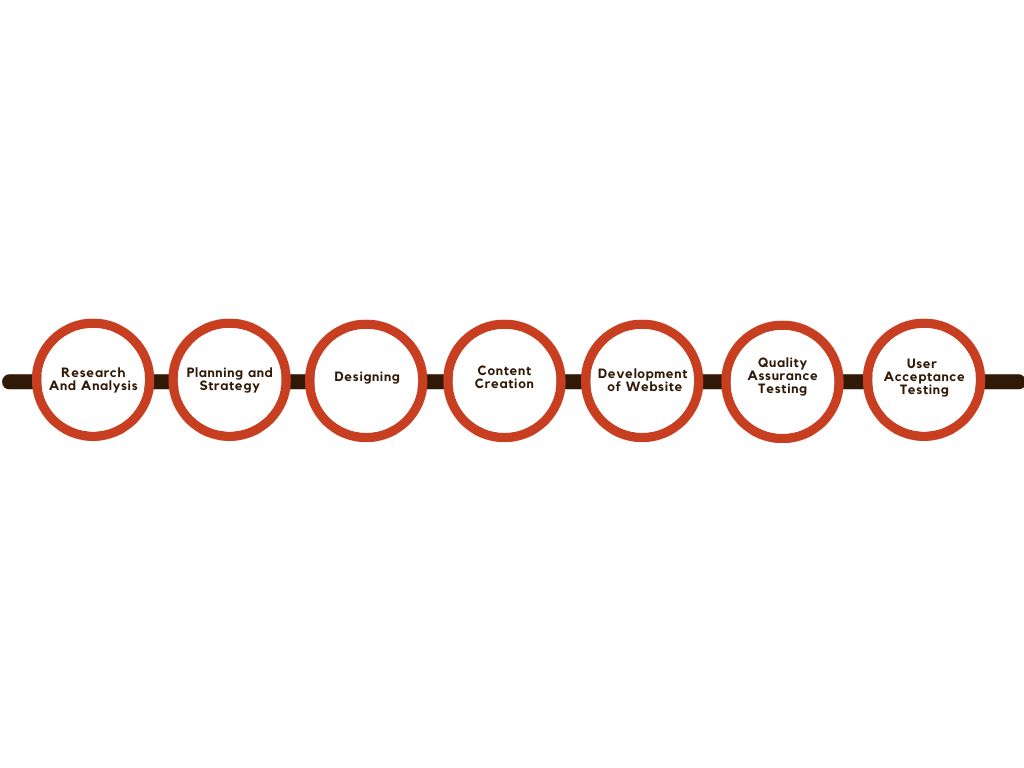 Research
And Analysis
Planning and
Strategy
Designing
Content
Creation
Development
of Website
Quality
Assurance
Testing
User
Acceptance
Testing